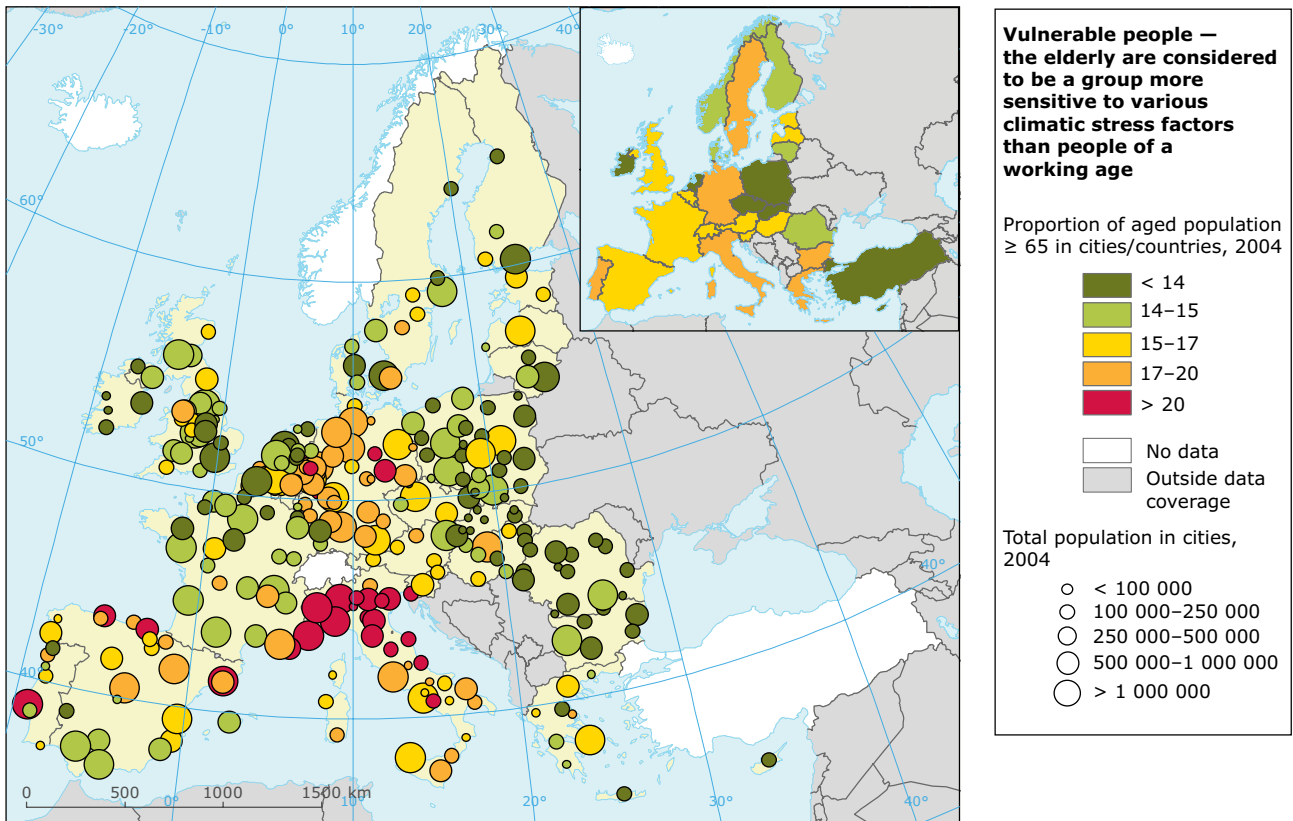 -30°
-20°
-10°
0°
10°
20°
30°
40°
60°
50°
40°
40°
0
500
1000
1500 km
0°
10°
20°
30°
40°
Vulnerable people —
the elderly are considered
to be a group more
sensitive to various
climatic stress factors
than people of a
working age
Proportion of aged population
≥ 65 in cities/countries, 2004
< 14
14–15
15–17
17–20
> 20
No data
Outside data
coverage
Total population in cities,
2004
< 100 000
100 000–250 000
250 000–500 000
500 000–1 000 000
> 1 000 000